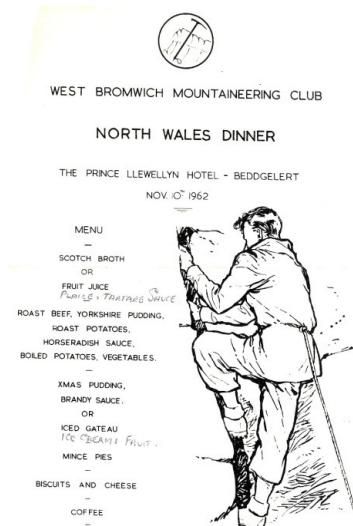 WEST BROMWICH MOUNTAINEERING CLUB
NORTH WALES DINNER
THE PRINCE LLEWELLYN HOTEL - BEDDGELERT
NOV. 10TH 1962
MENU
SCOTCH BROTH
OR
FRUIT JUICE
PLAICE & TARTARE SAUCE
ROAST BEEF, YORKSHIRE PUDDING,
ROAST POTATOES,
HORSERADISH SAUCE,
BOILED POTATOES, VEGETABLES.
XMAS PUDDING,
BRANDY SAUCE.
OR
ICED GATEAU
ICE CREAM & FRUIT.
MINCE PIES
BISCUITS AND CHEESE
COFFEE